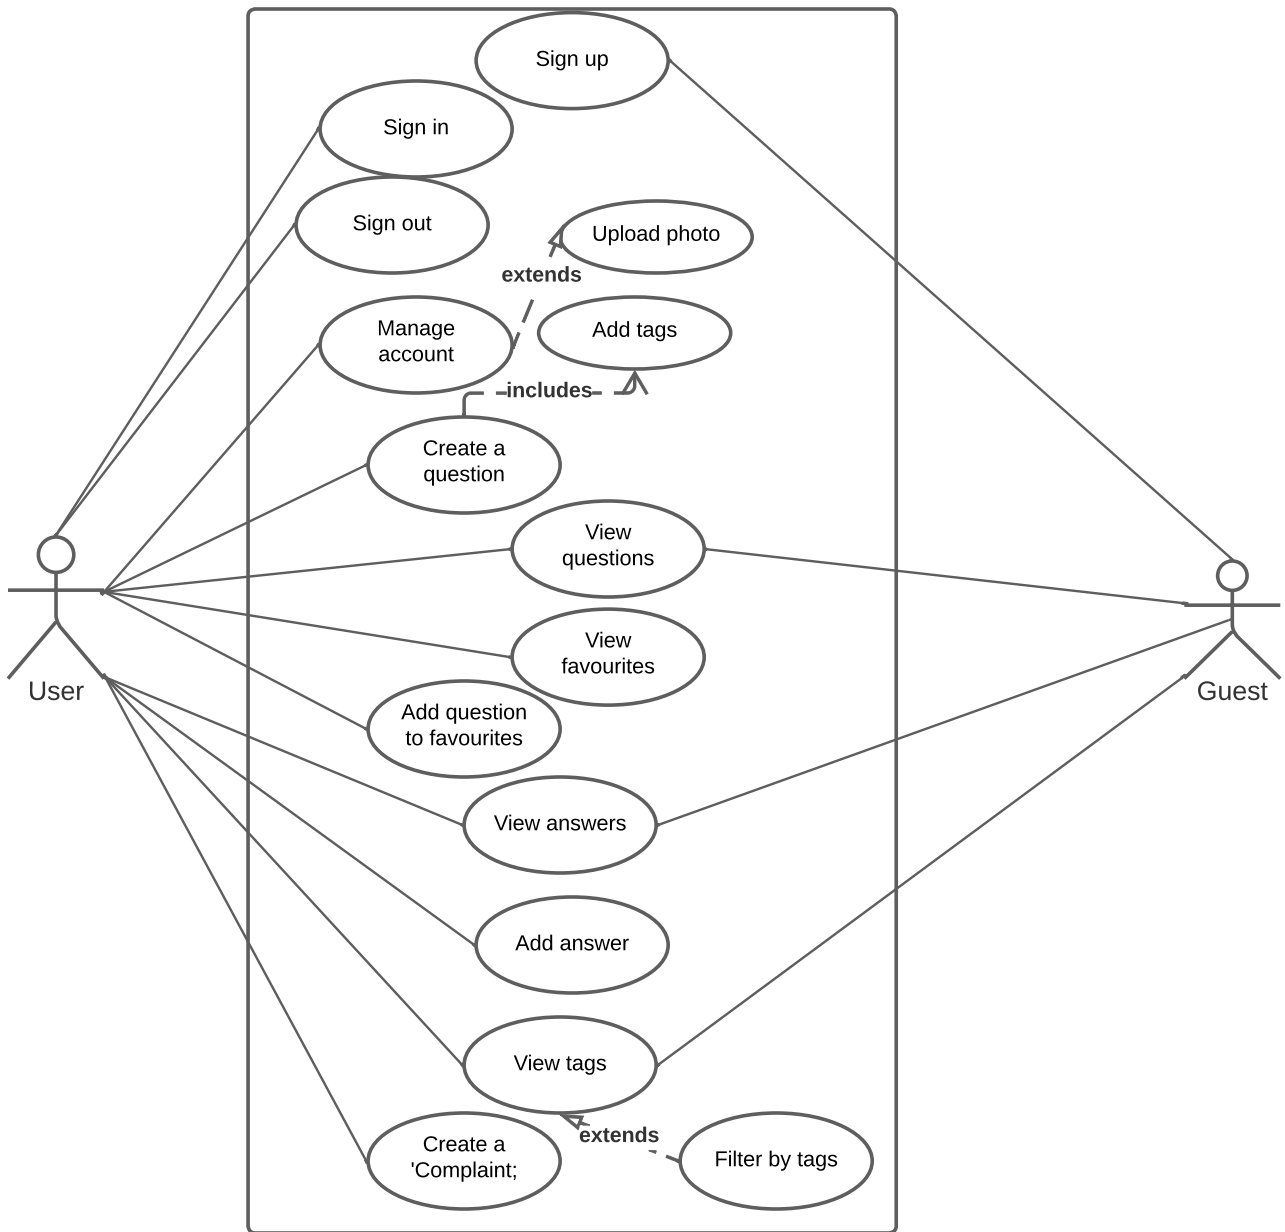 Sign up
Sign in
Sign out
Upload photo
extends
Manage
account
Add tags
includes
Create a
question
View
questions
View
favourites
User
Guest
Add question
to favourites
View answers
Add answer
View tags
extends
Create a
'Complaint;
Filter by tags